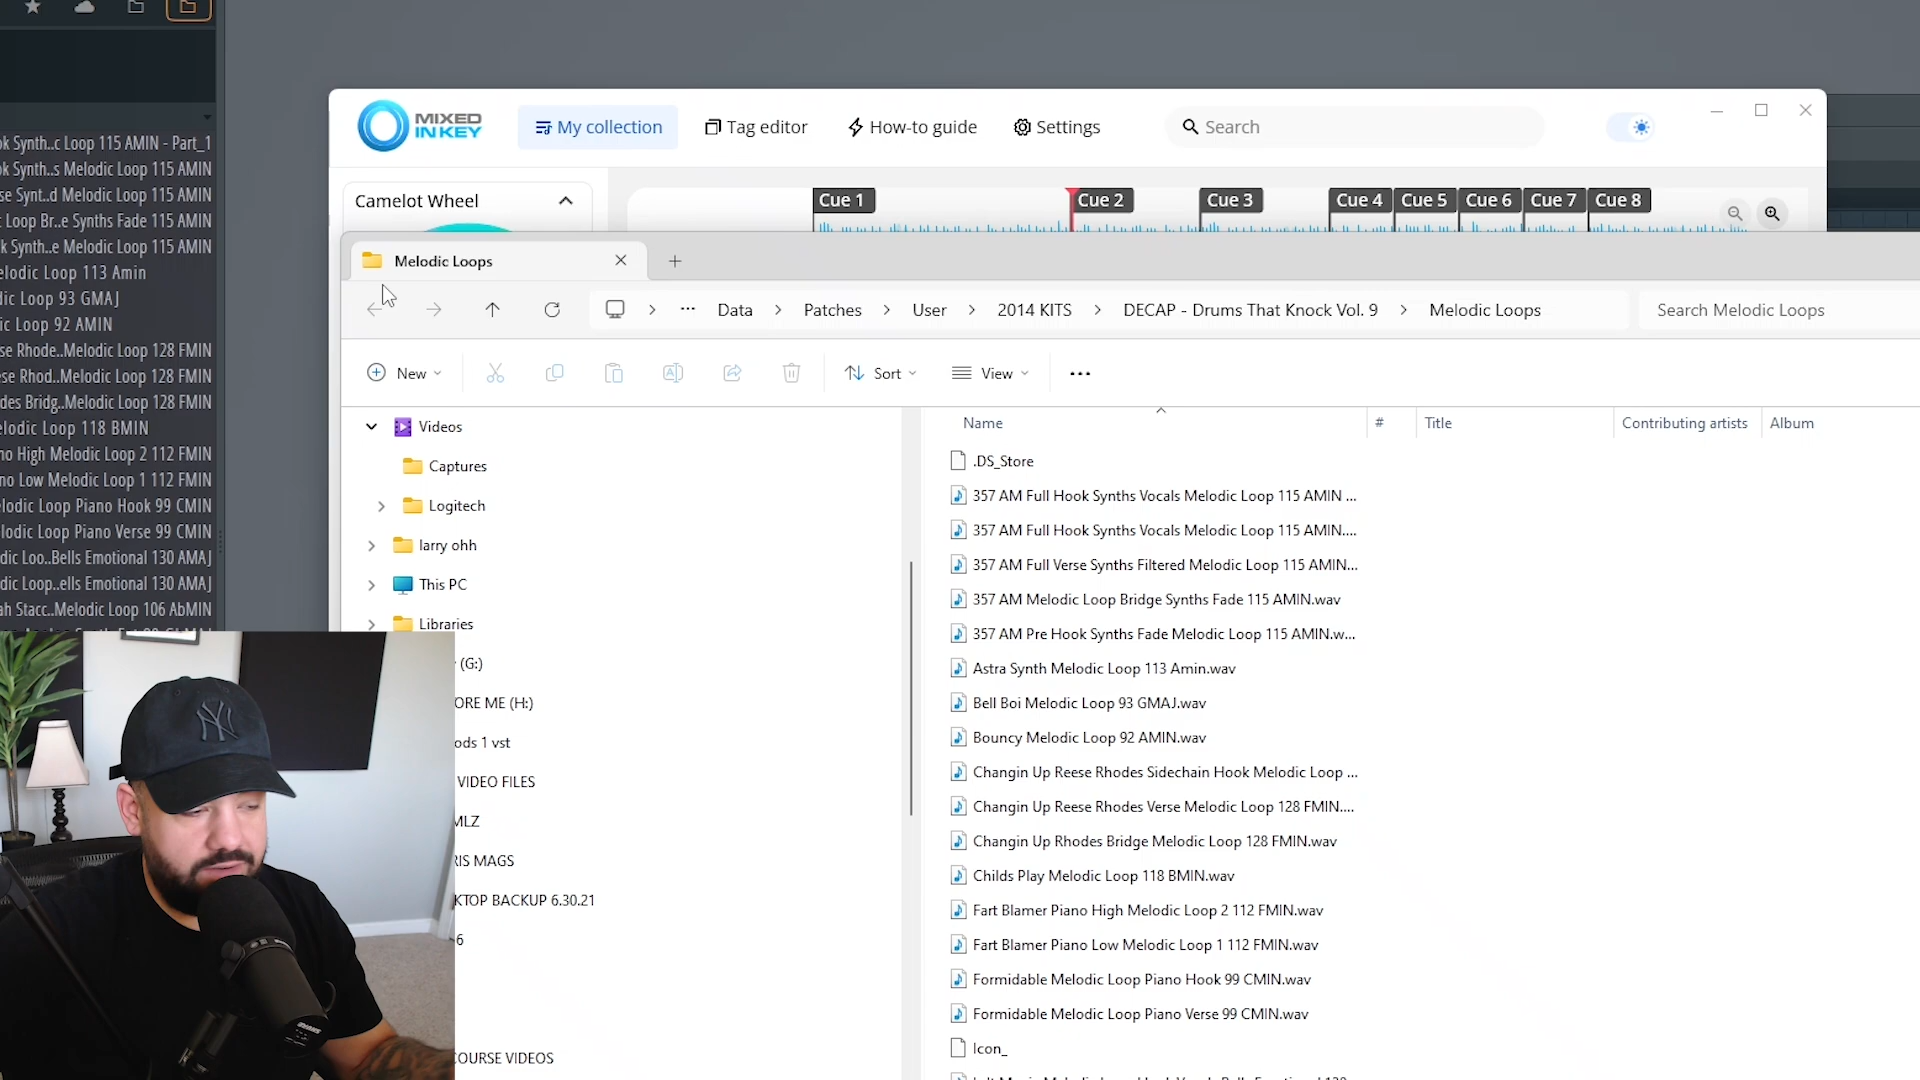 k Synth..c Loop 115 AMIN - Part_1
k Synth..s Melodic Loop 115 AMIN
se Synt..d Melodic Loop 115 AMIN
t Loop Br..e Synths Fade 115 AMIN
k Synth..e Melodic Loop 115 AMIN
elodic Loop 113 Amin
dic Loop 93 GMAJ
ic Loop 92 AMIN
se Rhode..Melodic Loop 128 FMIN
ese Rhod..Melodic Loop 128 FMIN
des Bridg..Melodic Loop 128 FMIN
elodic Loop 118 BMIN
no High Melodic Loop 2 112 FMIN
no Low Melodic Loop 1 112 FMIN
elodic Loop Piano Hook 99 CMIN
lodic Loop Piano Verse 99 CMIN
dic Loo..Bells Emotional 130 AMAJ
dic Loop..ells Emotional 130 AMAJ
ah Stacc..Melodic Loop 106 AbMIN
MIXED
IN KEY
My collection
Tag editor
How-to guide
Settings
Search
Camelot Wheel
Cue 1
Cue 2
Cue 3
Cue 4
Cue 5
Cue 6
Cue 7
Cue 8
Melodic Loops
... Data > Patches > User > 2014 KITS > DECAP - Drums That Knock Vol. 9 > Melodic Loops
Search Melodic Loops
New
Sort
View
Videos
Captures
Logitech
larry ohh
This PC
Libraries
(G:)
ORE ME (H:)
ods 1 vst
VIDEO FILES
MLZ
RIS MAGS
KTOP BACKUP 6.30.21
6
COURSE VIDEOS
Name
#
Title
Contributing artists
Album
.DS_Store
357 AM Full Hook Synths Vocals Melodic Loop 115 AMIN ...
357 AM Full Hook Synths Vocals Melodic Loop 115 AMIN....
357 AM Full Verse Synths Filtered Melodic Loop 115 AMIN...
357 AM Melodic Loop Bridge Synths Fade 115 AMIN.wav
357 AM Pre Hook Synths Fade Melodic Loop 115 AMIN.w...
Astra Synth Melodic Loop 113 Amin.wav
Bell Boi Melodic Loop 93 GMAJ.wav
Bouncy Melodic Loop 92 AMIN.wav
Changin Up Reese Rhodes Sidechain Hook Melodic Loop ...
Changin Up Reese Rhodes Verse Melodic Loop 128 FMIN....
Changin Up Rhodes Bridge Melodic Loop 128 FMIN.wav
Childs Play Melodic Loop 118 BMIN.wav
Fart Blamer Piano High Melodic Loop 2 112 FMIN.wav
Fart Blamer Piano Low Melodic Loop 1 112 FMIN.wav
Formidable Melodic Loop Piano Hook 99 CMIN.wav
Formidable Melodic Loop Piano Verse 99 CMIN.wav
Icon_